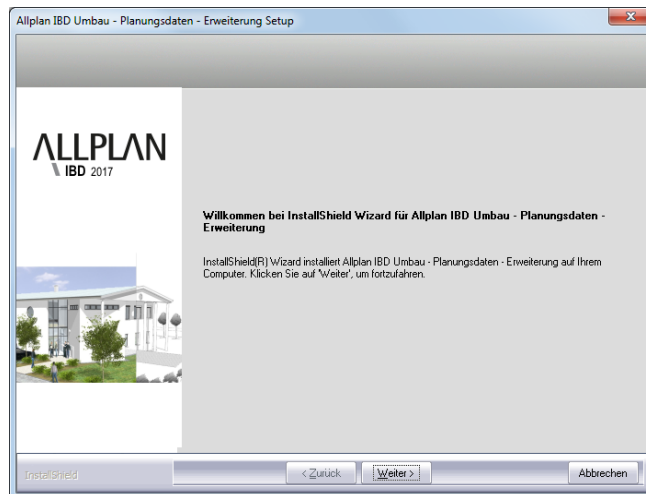 Allplan IBD Umbau - Planungsdaten - Erweiterung Setup
ALLPLAN
IBD 2017
Willkommen bei InstallShield Wizard für Allplan IBD Umbau - Planungsdaten -
Erweiterung
InstallShield(R) Wizard installiert Allplan IBD Umbau - Planungsdaten - Erweiterung auf Ihrem
Computer. Klicken Sie auf 'Weiter', um fortzufahren.
InstallShield
< Zurück
Weiter >
Abbrechen